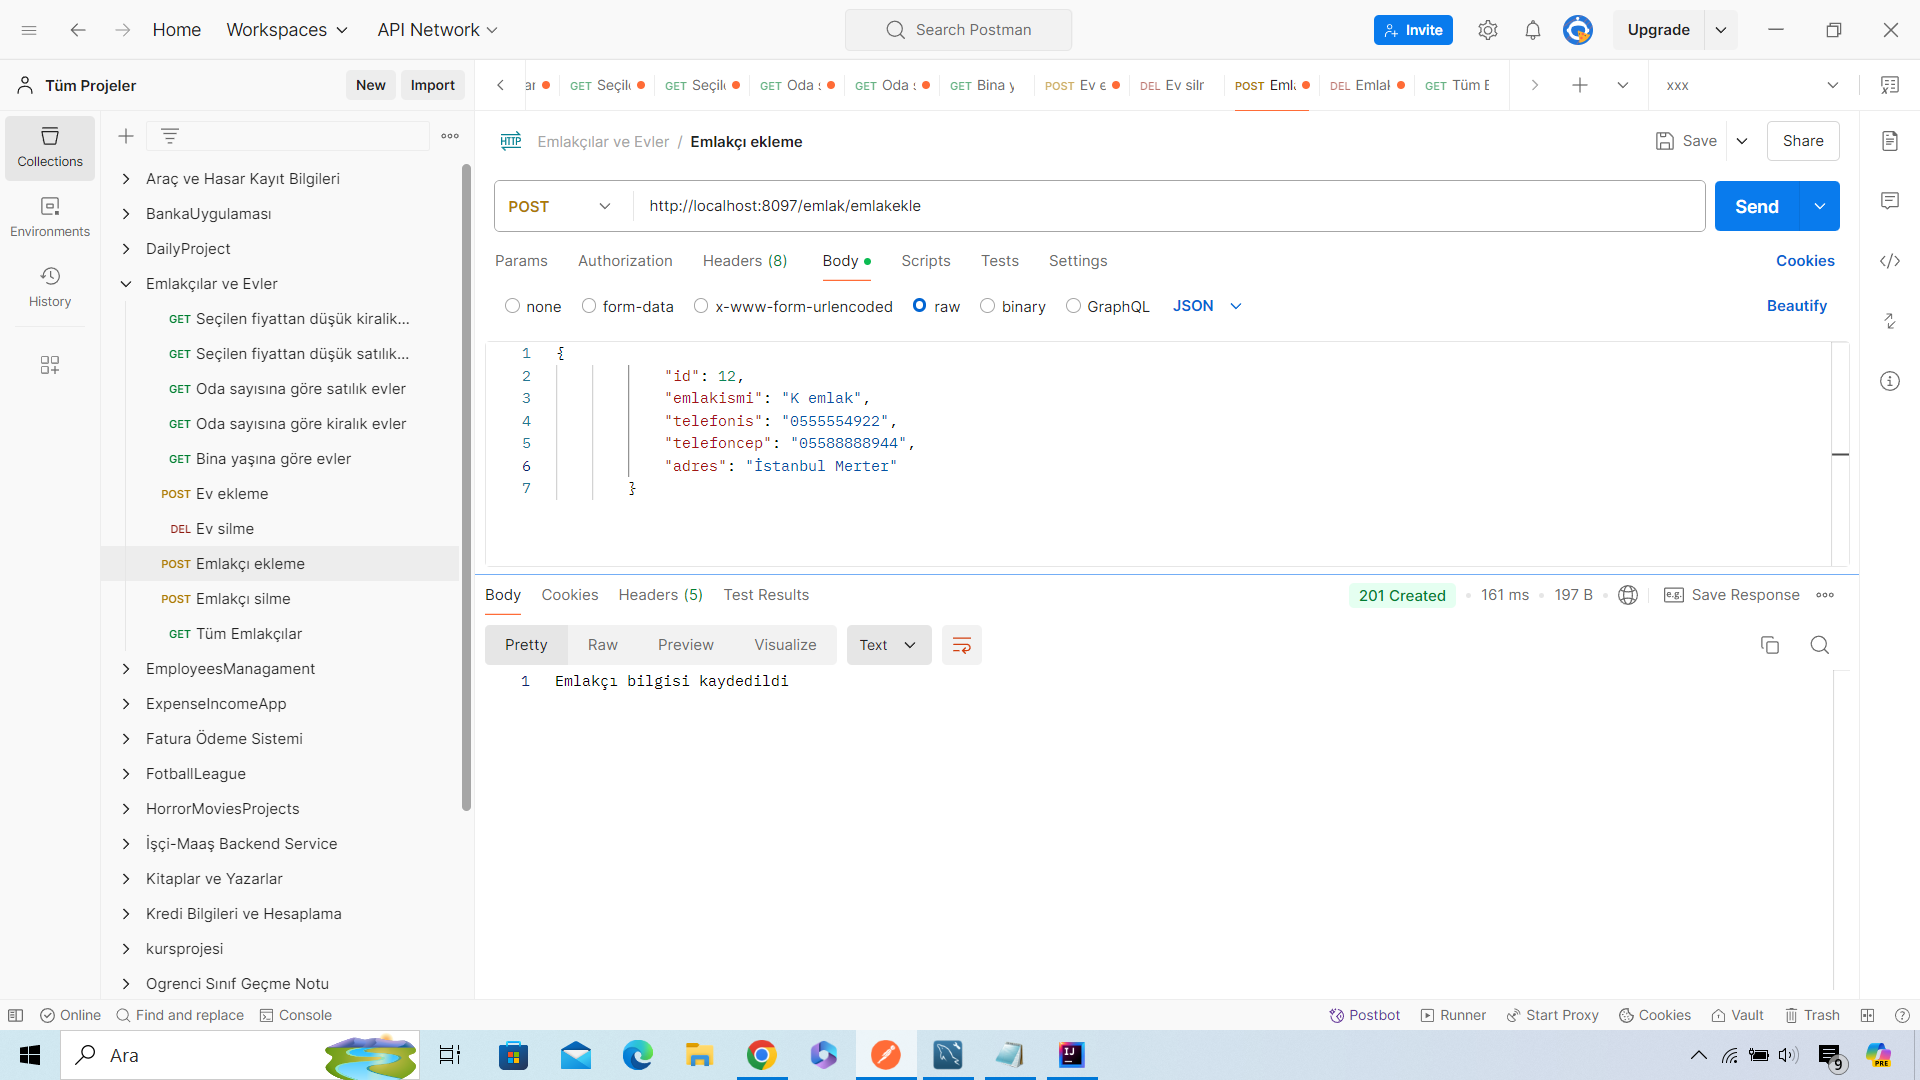 Home
Workspaces
API Network
Search Postman
Invite
Upgrade
Tüm Projeler
New
Import
GET Seçil
GET Seçil
GET Oda s
GET Oda s
GET Bina y
POST Ev e
DEL Ev silr
POST Emla
DEL Emlak
GET Tüm E
xxx
Collections
Environments
History
Araç ve Hasar Kayıt Bilgileri
BankaUygulaması
DailyProject
Emlakçılar ve Evler
GET Seçilen fiyattan düşük kiralik...
GET Seçilen fiyattan düşük satılık...
GET Oda sayısına göre satılık evler
GET Oda sayısına göre kiralık evler
GET Bina yaşına göre evler
POST Ev ekleme
DEL Ev silme
POST Emlakçı ekleme
POST Emlakçı silme
GET Tüm Emlakçılar
EmployeesManagament
ExpenseIncomeApp
Fatura Ödeme Sistemi
FotballLeague
HorrorMoviesProjects
İşçi-Maaş Backend Service
Kitaplar ve Yazarlar
Kredi Bilgileri ve Hesaplama
kursprojesi
Ogrenci Sınıf Geçme Notu
HTTP Emlakçılar ve Evler / Emlakçı ekleme
Save
Share
POST
http://localhost:8097/emlak/emlakekle
Send
Params
Authorization
Headers (8)
Body
Scripts
Tests
Settings
Cookies
none
form-data
x-www-form-urlencoded
raw
binary
GraphQL
JSON
Beautify
1 {
2 "id": 12,
3 "emlakismi": "K emlak",
4 "telefonis": "0555554922",
5 "telefoncep": "05588888944",
6 "adres": "İstanbul Merter"
7 }
Body
Cookies
Headers (5)
Test Results
201 Created
161 ms
197 B
e.g. Save Response
Pretty
Raw
Preview
Visualize
Text
1 Emlakçı bilgisi kaydedildi
Online
Find and replace
Console
Postbot
Runner
Start Proxy
Cookies
Vault
Trash
Ara
IJ
9
PRE